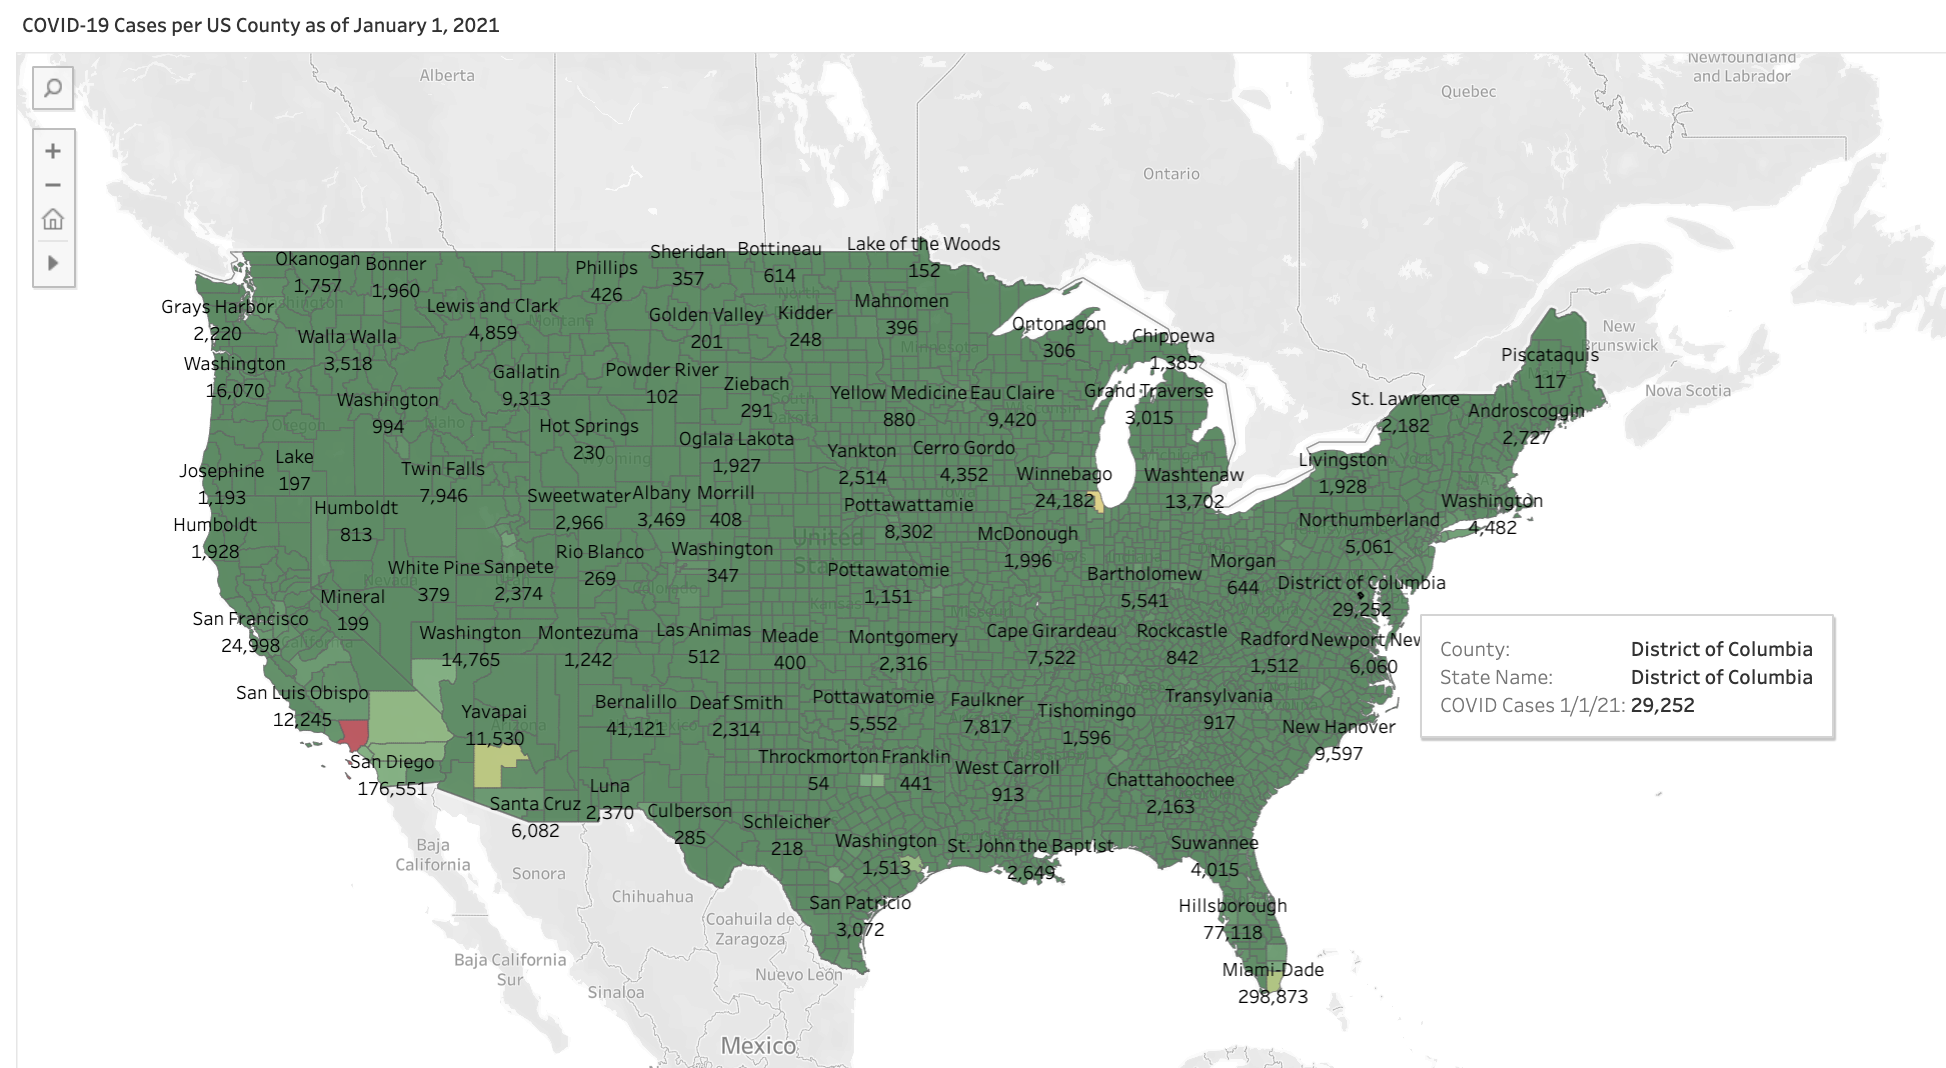 COVID-19 Cases per US County as of January 1, 2021
Alberta
Newfoundland
and Labrador
Quebec
Ontario
New
Brunswick
Nova Scotia
Okanogan
1,757
Bonner
1,960
Phillips
426
Sheridan
357
Bottineau
614
Lake of the Woods
152
Grays Harbor
2,220
Lewis and Clark
4,859
Golden Valley
201
Kidder
248
Mahnomen
396
Ontonagon
306
Chippewa
1,385
Walla Walla
3,518
Montana
Minnesota
Washington
16,070
Washington
994
Gallatin
9,313
Powder River
102
Ziebach
291
Yellow Medicine
880
Eau Claire
9,420
Grand Traverse
3,015
St. Lawrence
2,182
Piscataquis
117
Androscoggin
2,727
Oregon
Idaho
South
Dakota
Hot Springs
230
Wyoming
Oglala Lakota
1,927
Yankton
2,514
Cerro Gordo
4,352
Winnebago
24,182
Washtenaw
13,702
Livingston
1,928
Josephine
1,193
Lake
197
Twin Falls
7,946
Sweetwater
2,966
Albany
3,469
Morrill
408
Pottawattamie
8,302
Washington
4,482
Humboldt
1,928
Humboldt
813
Rio Blanco
269
Washington
347
United
McDonough
1,996
Northumberland
5,061
White Pine
379
Sanpete
2,374
Nevada
Colorado
Pottawatomie
1,151
Kansas
Bartholomew
5,541
Morgan
644
District of Columbia
29,252
San Francisco
24,998
California
Mineral
199
Washington
14,765
Montezuma
1,242
Las Animas
512
Meade
400
Montgomery
2,316
Cape Girardeau
7,522
Rockcastle
842
Radford
1,512
Newport New
6,060
County: District of Columbia
State Name: District of Columbia
COVID Cases 1/1/21: 29,252
San Luis Obispo
12,245
Yavapai
11,530
Bernalillo
41,121
Deaf Smith
2,314
Pottawatomie
5,552
Faulkner
7,817
Tishomingo
1,596
Transylvania
917
New Hanover
9,597
San Diego
176,551
Santa Cruz
6,082
Luna
2,370
Culberson
285
Throckmorton
54
Franklin
441
West Carroll
913
Chattahoochee
2,163
Schleicher
218
Washington
1,513
St. John the Baptist
2,649
Suwannee
4,015
San Patricio
3,072
Hillsborough
77,118
Miami-Dade
298,873
Baja
California
Sonora
Chihuahua
Coahuila de
Zaragoza
Baja California
Sur
Sinaloa
Nuevo León
Mexico